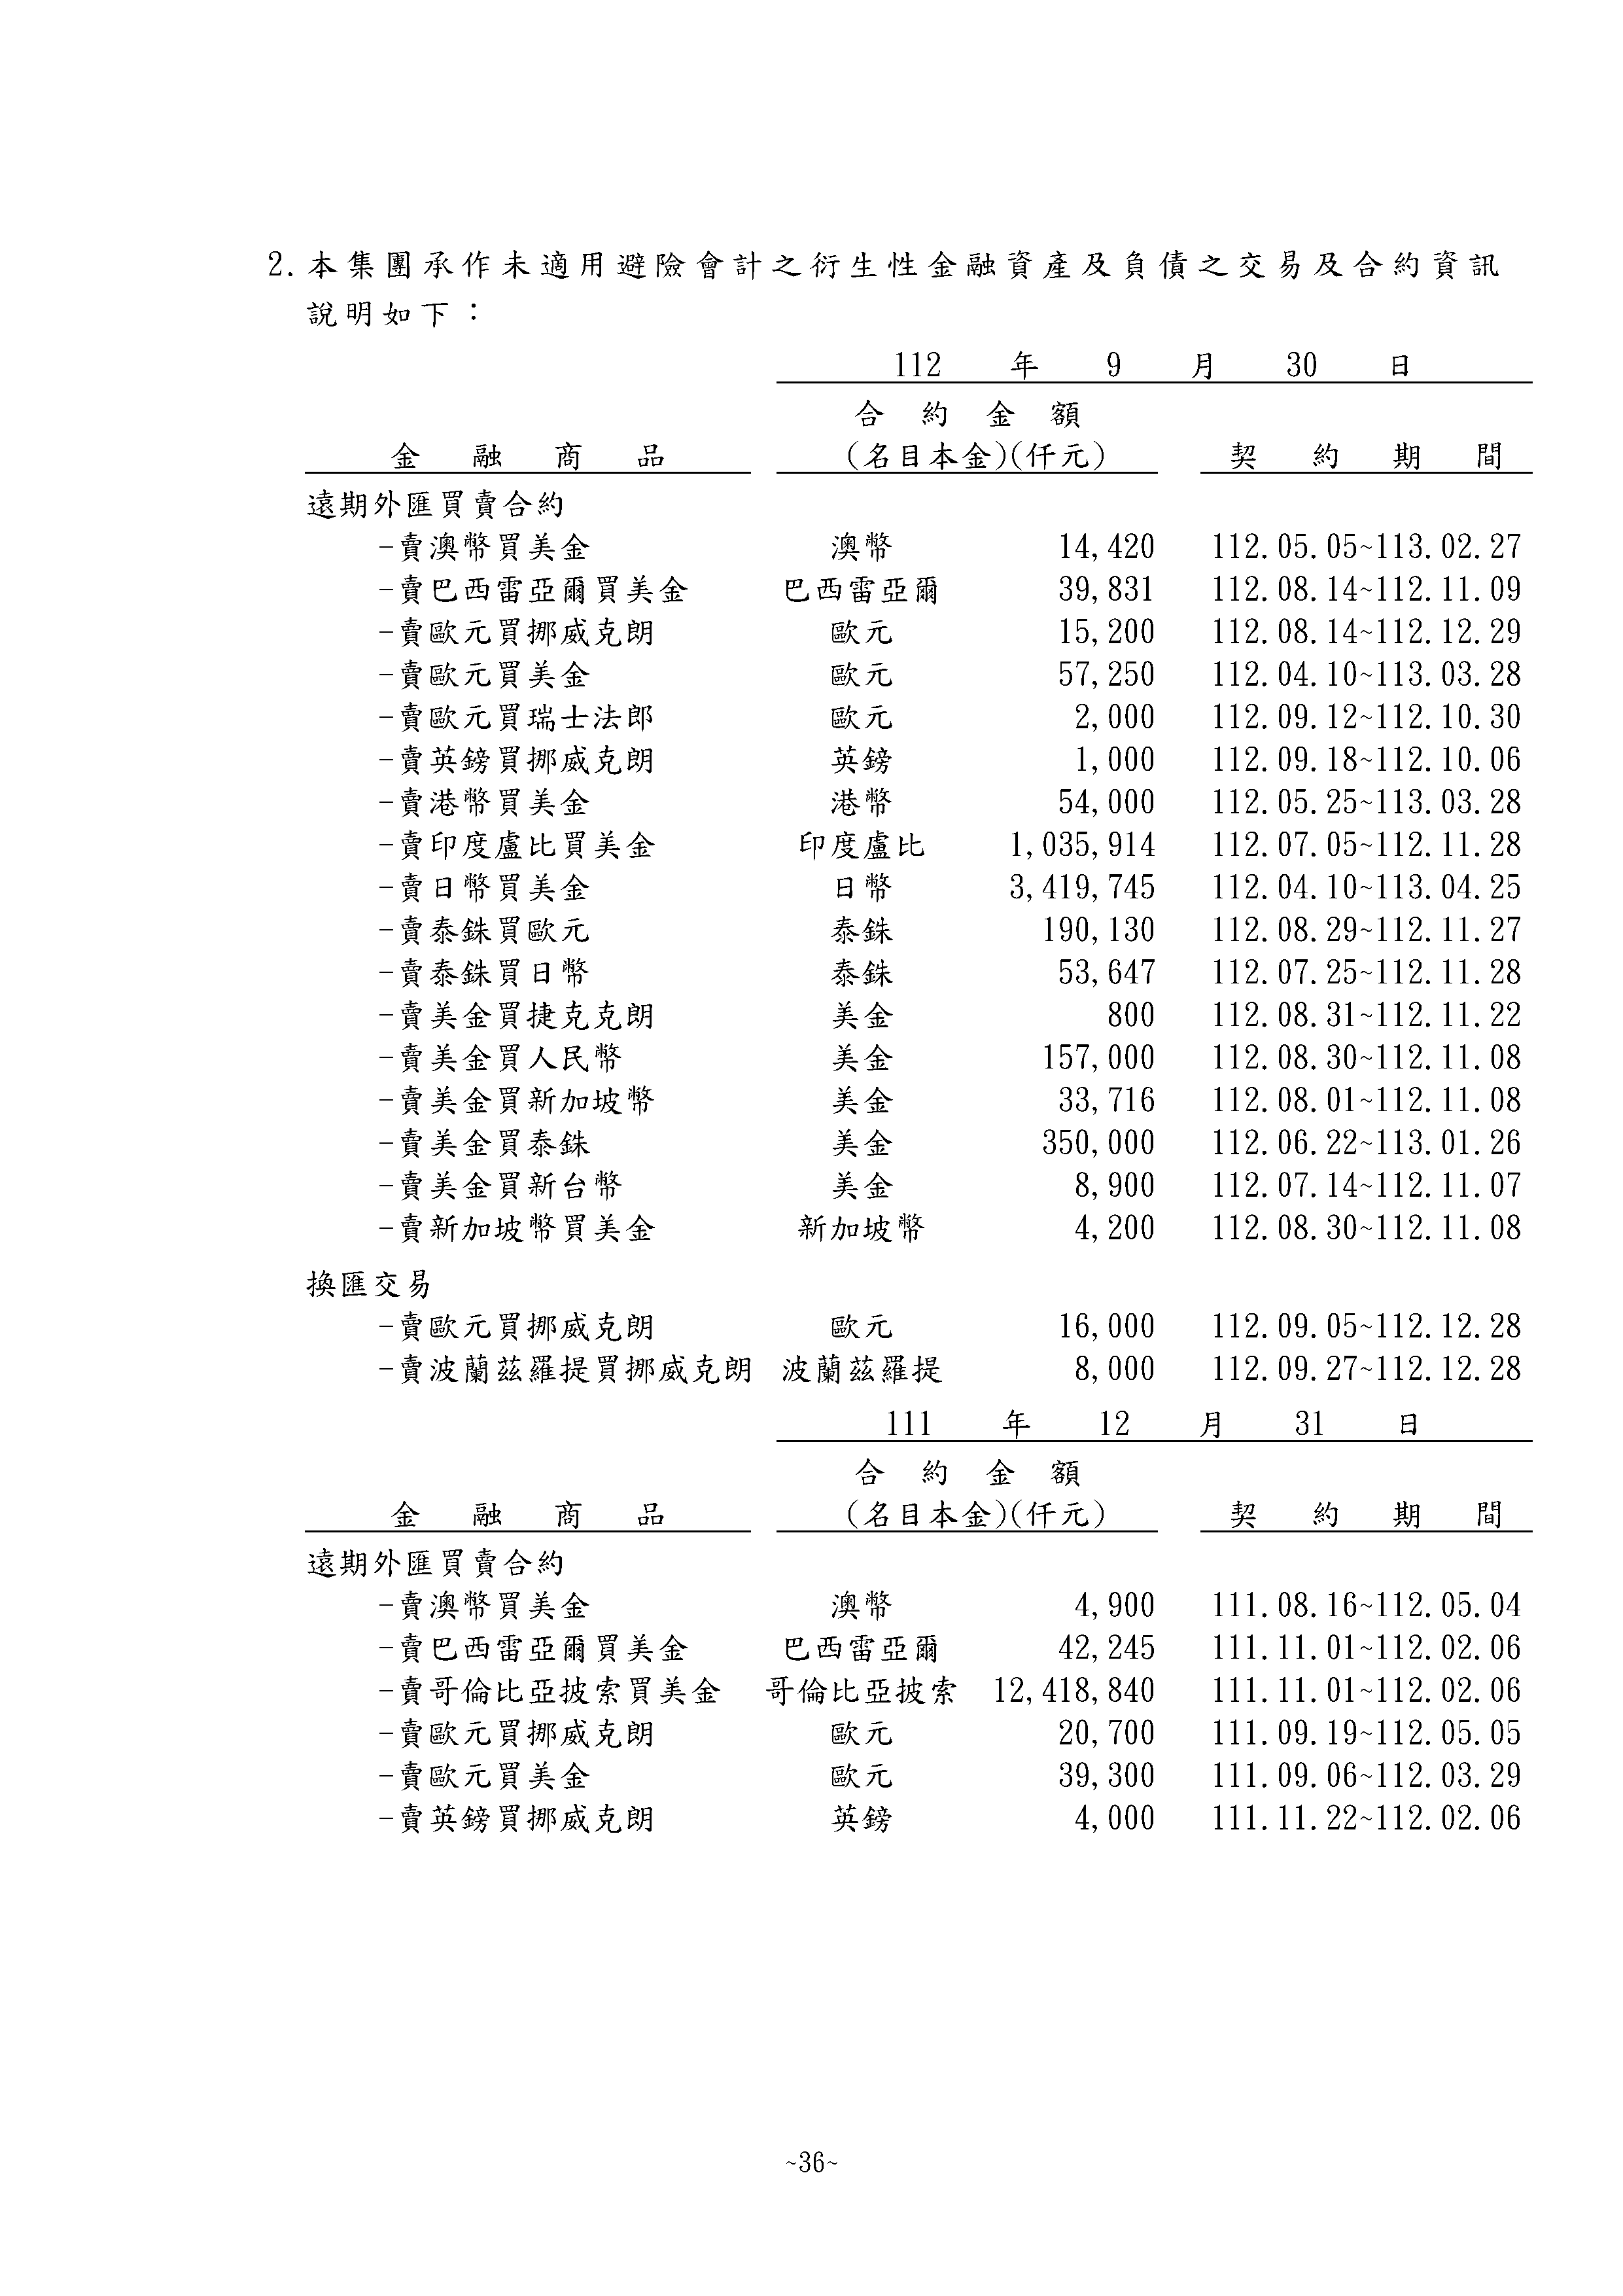 2.本集團承作未適用避險會計之衍生性金融資產及負債之交易及合約資訊
說明如下：
112 年 9 月 30 日
合約金額
金融商品 (名目本金)(仟元) 契約期間
遠期外匯買賣合約
-賣澳幣買美金 澳幣 14,420 112.05.05~113.02.27
-賣巴西雷亞爾買美金 巴西雷亞爾 39,831 112.08.14~112.11.09
-賣歐元買挪威克朗 歐元 15,200 112.08.14~112.12.29
-賣歐元買美金 歐元 57,250 112.04.10~113.03.28
-賣歐元買瑞士法郎 歐元 2,000 112.09.12~112.10.30
-賣英鎊買挪威克朗 英鎊 1,000 112.09.18~112.10.06
-賣港幣買美金 港幣 54,000 112.05.25~113.03.28
-賣印度盧比買美金 印度盧比 1,035,914 112.07.05~112.11.28
-賣日幣買美金 日幣 3,419,745 112.04.10~113.04.25
-賣泰銖買歐元 泰銖 190,130 112.08.29~112.11.27
-賣泰銖買日幣 泰銖 53,647 112.07.25~112.11.28
-賣美金買捷克克朗 美金 800 112.08.31~112.11.22
-賣美金買人民幣 美金 157,000 112.08.30~112.11.08
-賣美金買新加坡幣 美金 33,716 112.08.01~112.11.08
-賣美金買泰銖 美金 350,000 112.06.22~113.01.26
-賣美金買新台幣 美金 8,900 112.07.14~112.11.07
-賣新加坡幣買美金 新加坡幣 4,200 112.08.30~112.11.08
換匯交易
-賣歐元買挪威克朗 歐元 16,000 112.09.05~112.12.28
-賣波蘭茲羅提買挪威克朗 波蘭茲羅提 8,000 112.09.27~112.12.28
111 年 12 月 31 日
合約金額
金融商品 (名目本金)(仟元) 契約期間
遠期外匯買賣合約
-賣澳幣買美金 澳幣 4,900 111.08.16~112.05.04
-賣巴西雷亞爾買美金 巴西雷亞爾 42,245 111.11.01~112.02.06
-賣哥倫比亞披索買美金 哥倫比亞披索 12,418,840 111.11.01~112.02.06
-賣歐元買挪威克朗 歐元 20,700 111.09.19~112.05.05
-賣歐元買美金 歐元 39,300 111.09.06~112.03.29
-賣英鎊買挪威克朗 英鎊 4,000 111.11.22~112.02.06
~36~